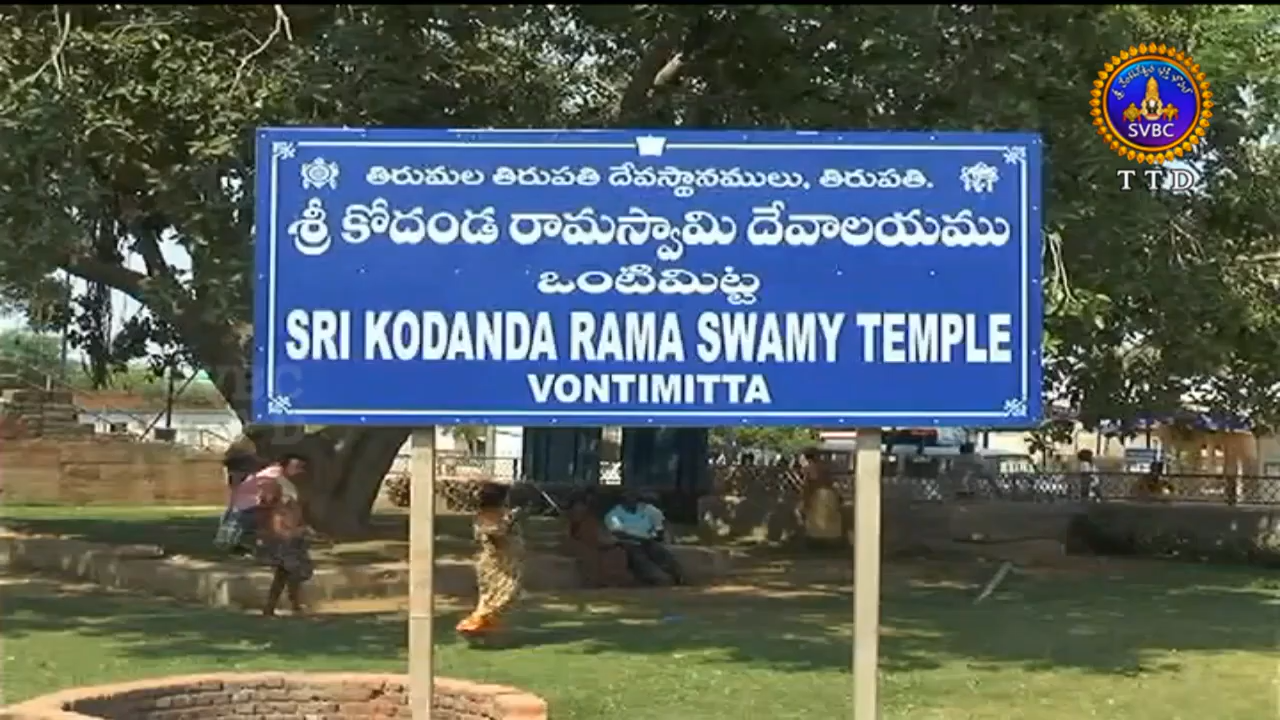 తిరుమల తిరుపతి దేవస్థానములు, తిరుపతి.
శ్రీ కోదండ రామస్వామి దేవాలయము
ఒంటిమిట్ట
SRI KODANDA RAMA SWAMY TEMPLE
VONTIMITTA
SVBC
TTD